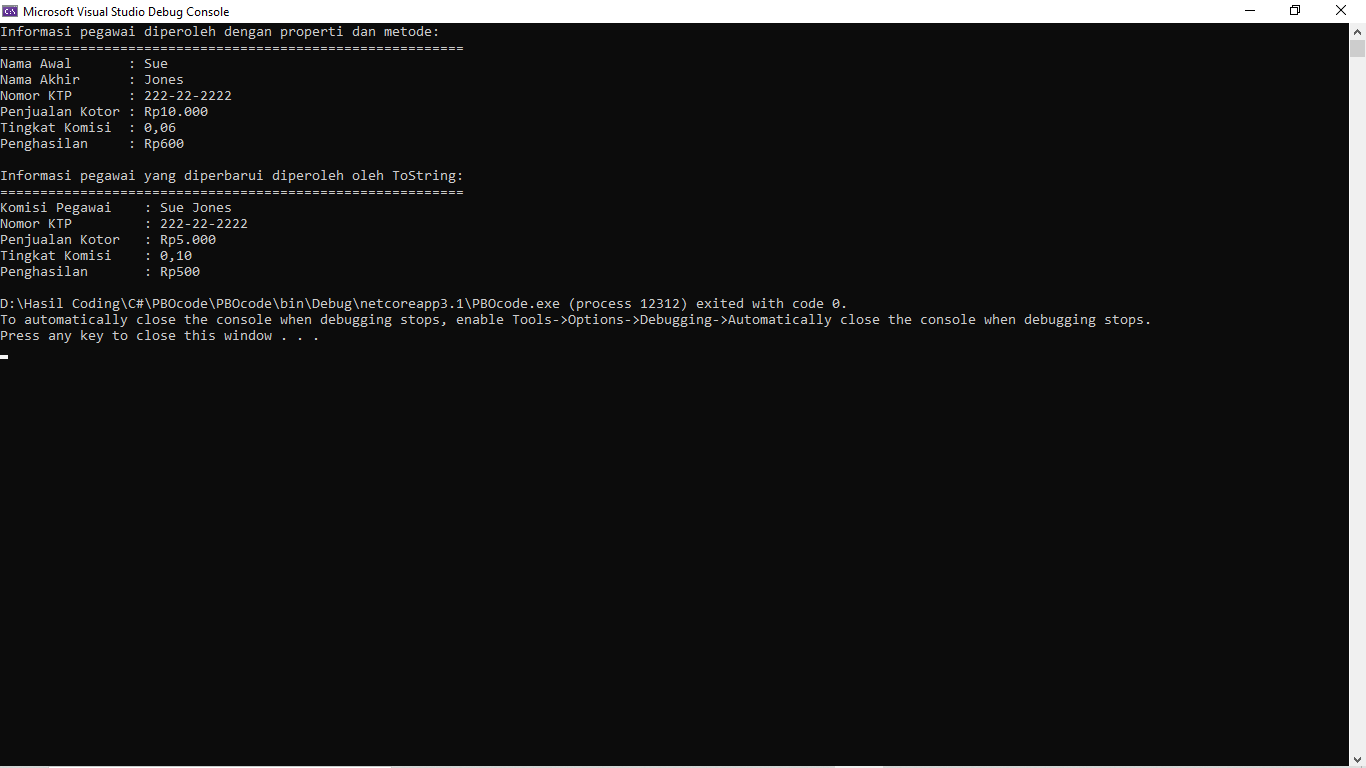 Microsoft Visual Studio Debug Console
Informasi pegawai diperoleh dengan properti dan metode:
==========================================================
Nama Awal       : Sue
Nama Akhir      : Jones
Nomor KTP       : 222-22-2222
Penjualan Kotor : Rp10.000
Tingkat Komisi  : 0,06
Penghasilan     : Rp600
Informasi pegawai yang diperbarui diperoleh oleh ToString:
==========================================================
Komisi Pegawai    : Sue Jones
Nomor KTP         : 222-22-2222
Penjualan Kotor   : Rp5.000
Tingkat Komisi    : 0,10
Penghasilan       : Rp500
D:\Hasil Coding\C#\PBOcode\PBOcode\bin\Debug\netcoreapp3.1\PBOcode.exe (process 12312) exited with code 0.
To automatically close the console when debugging stops, enable Tools->Options->Debugging->Automatically close the console when debugging stops.
Press any key to close this window . . .